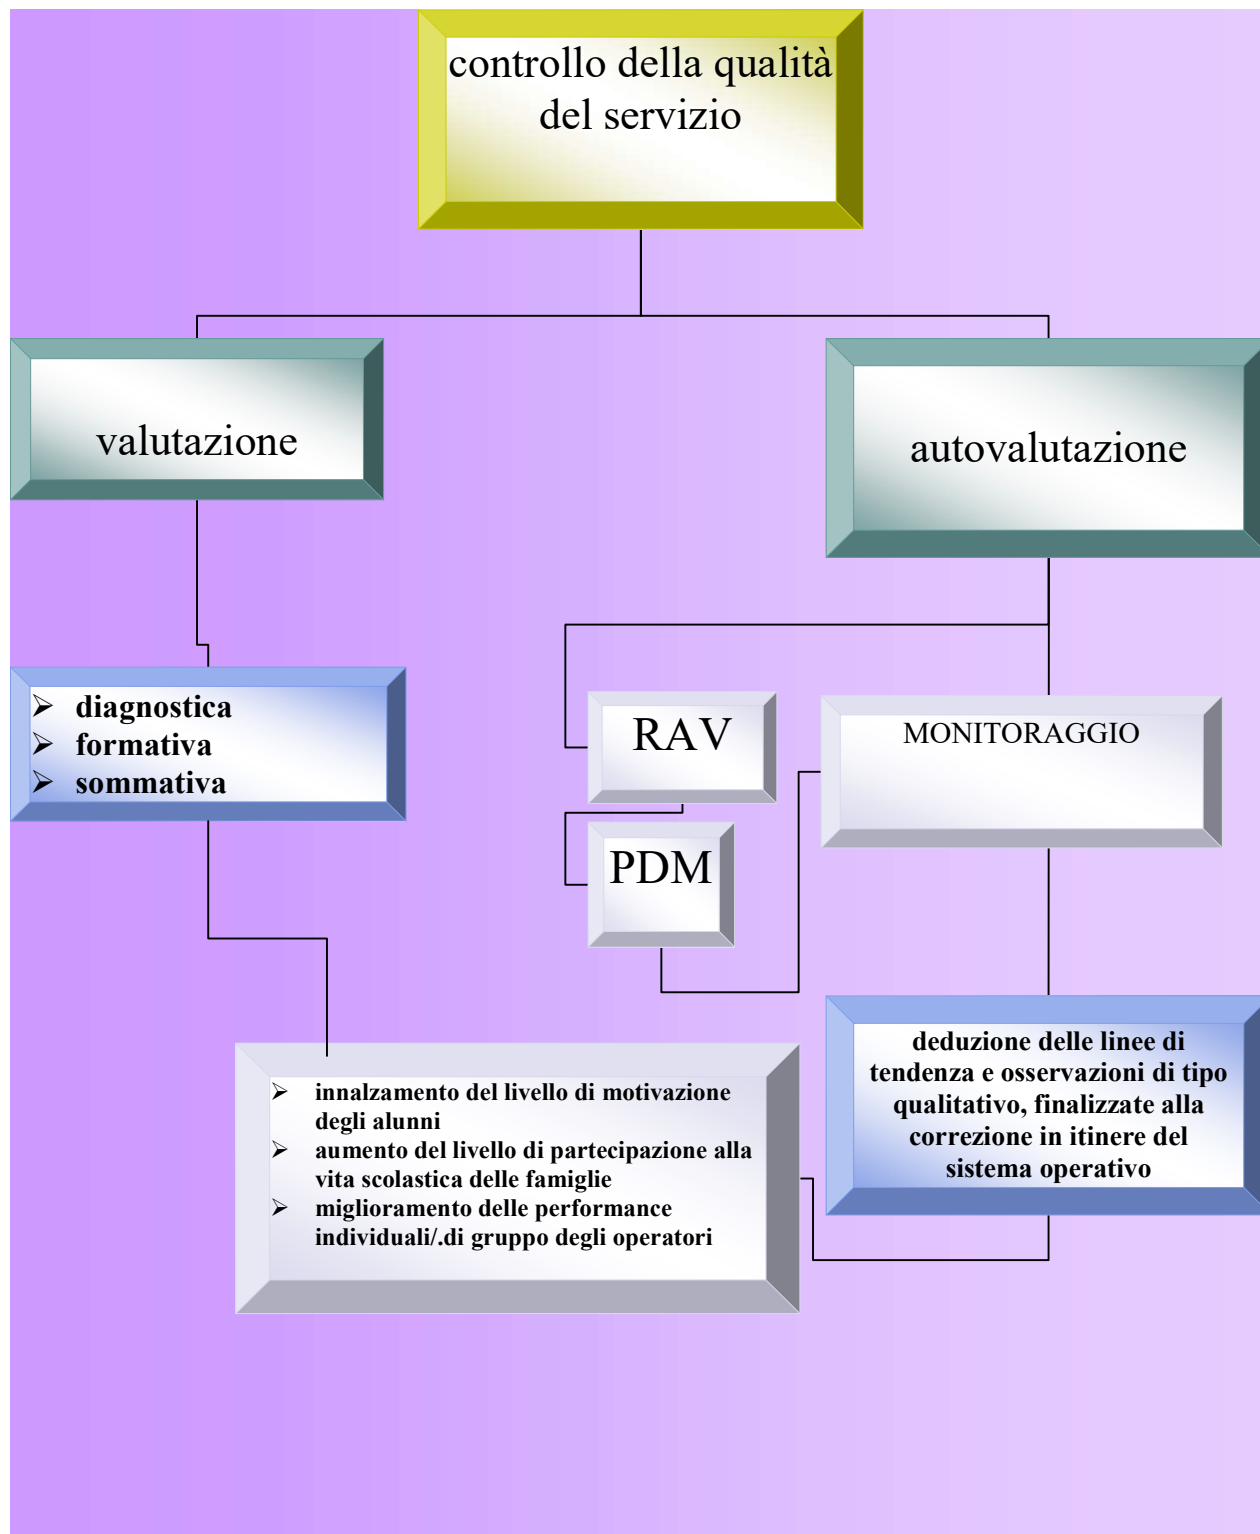 controllo della qualità
del servizio
valutazione
autovalutazione
➢ diagnostica
➢ formativa
➢ sommativa
RAV
MONITORAGGIO
PDM
➢ innalzamento del livello di motivazione
degli alunni
➢ aumento del livello di partecipazione alla
vita scolastica delle famiglie
➢ miglioramento delle performance
individuali/.di gruppo degli operatori
deduzione delle linee di
tendenza e osservazioni di tipo
qualitativo, finalizzate alla
correzione in itinere del
sistema operativo